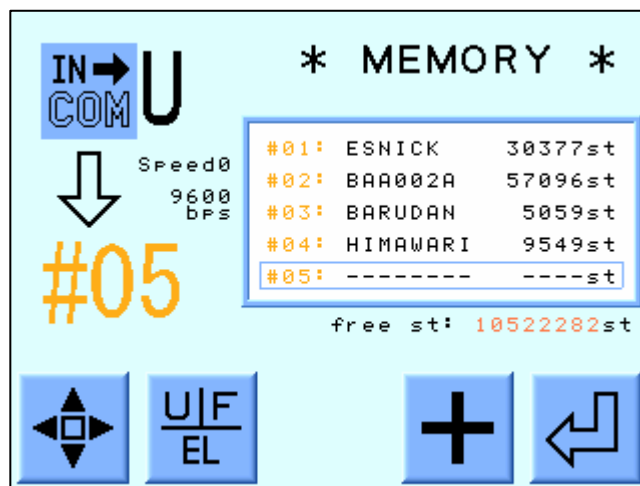 IN
COM
U
* MEMORY *
Speed0
9600
bps
#05
#01: ESNICK 30377st
#02: BAA002A 57096st
#03: BARUDAN 5059st
#04: HIMAWARI 9549st
#05: -------- ----st
free st: 10522282st
U|F
EL